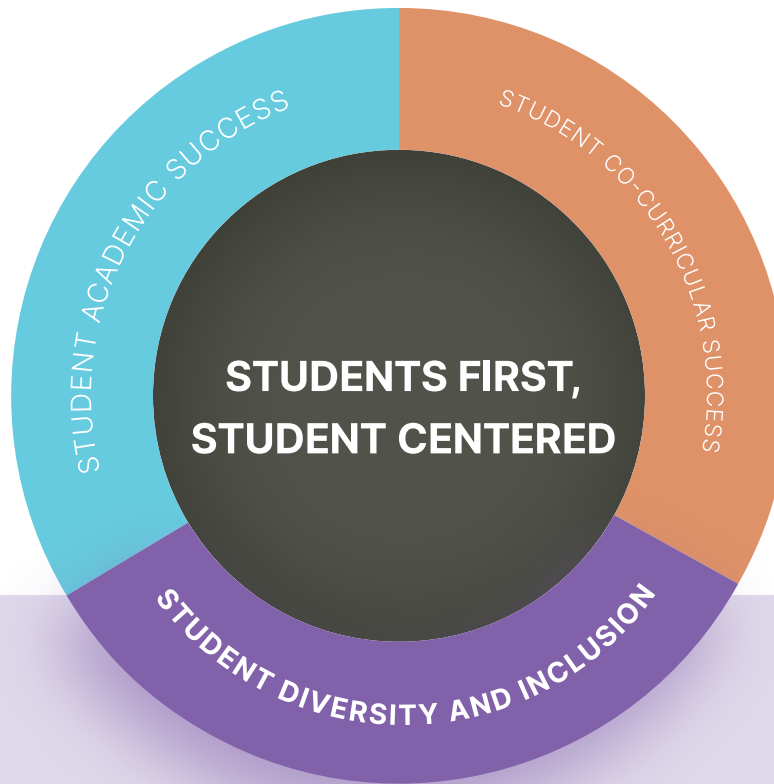 STUDENT ACADEMIC SUCCESS
STUDENT CO-CURRICULAR SUCCESS
STUDENTS FIRST,
STUDENT CENTERED
STUDENT DIVERSITY AND INCLUSION